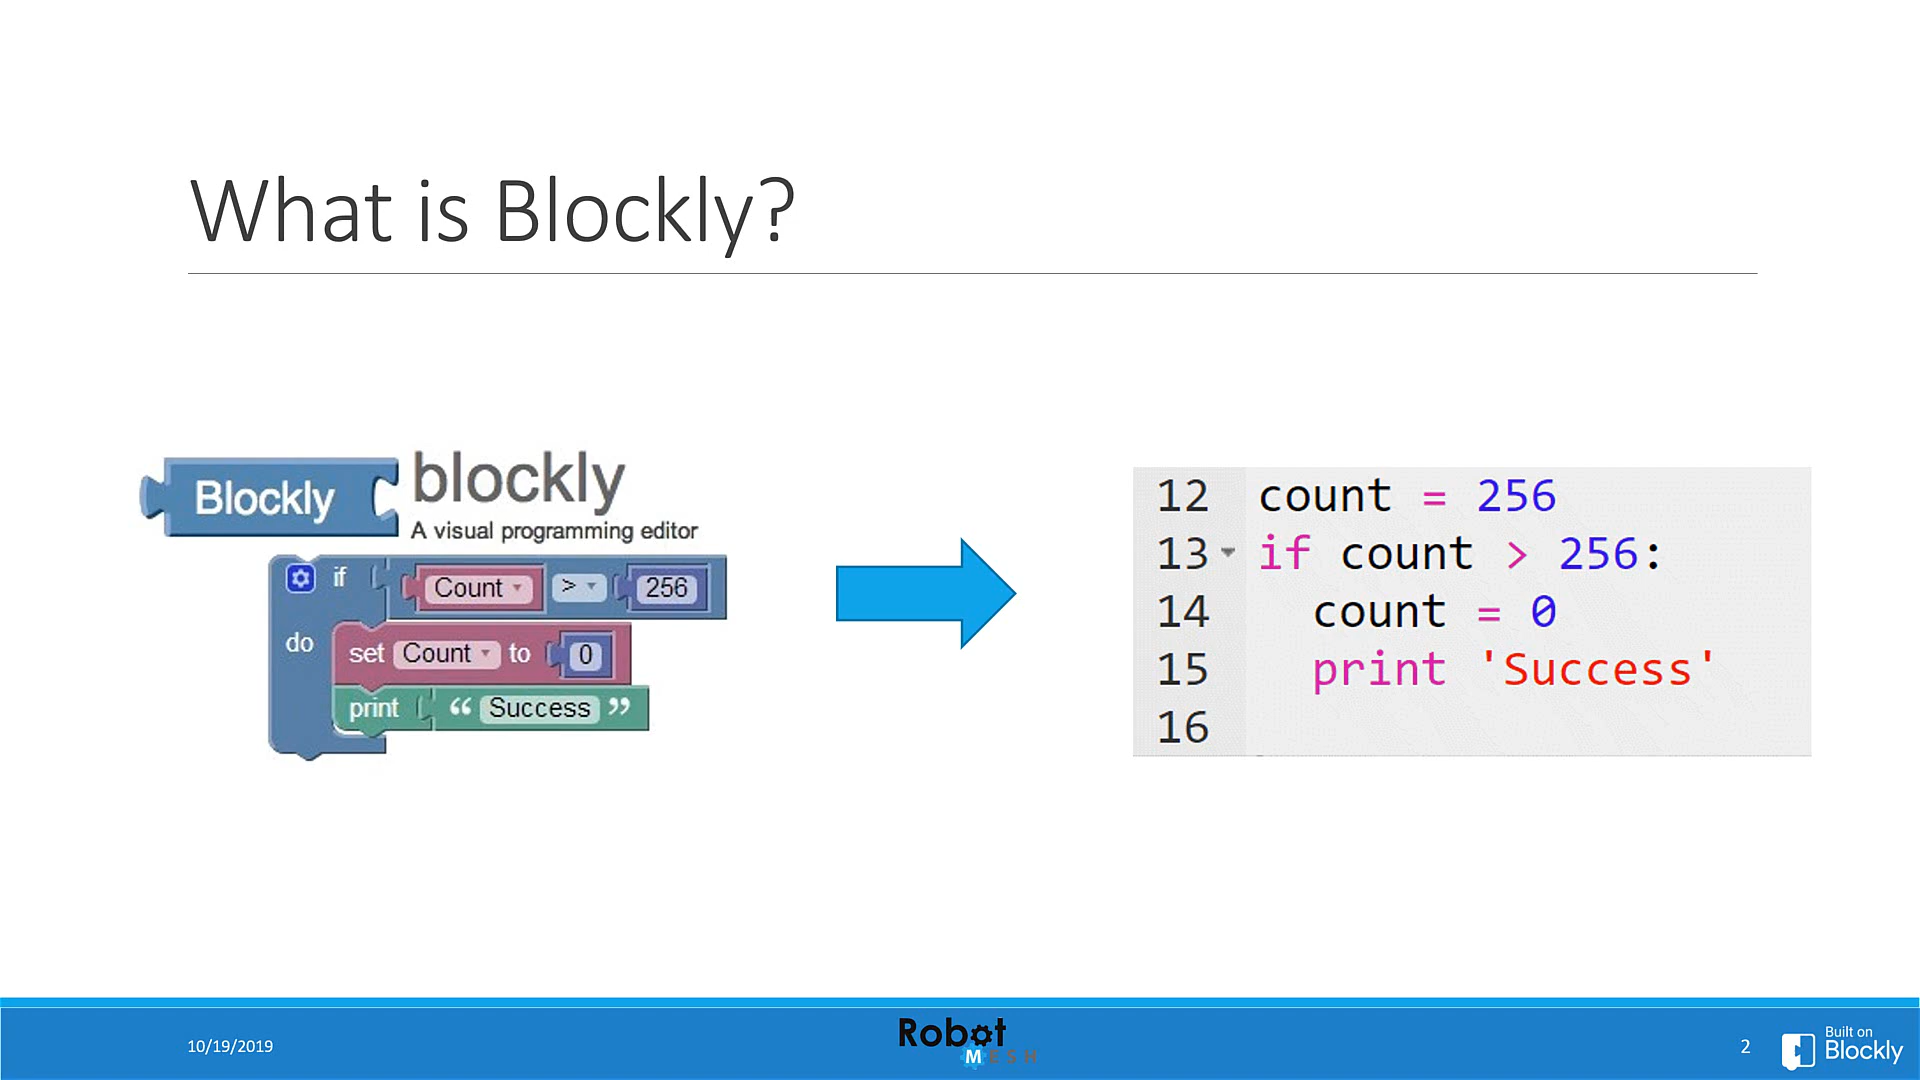 What is Blockly?
Blockly
blockly
A visual programming editor
if Count > 256
do set Count to 0
print “ Success ”
12 count = 256
13 if count > 256:
14 count = 0
15 print 'Success'
16
10/19/2019
Robot
MESH
2
Built on
Blockly